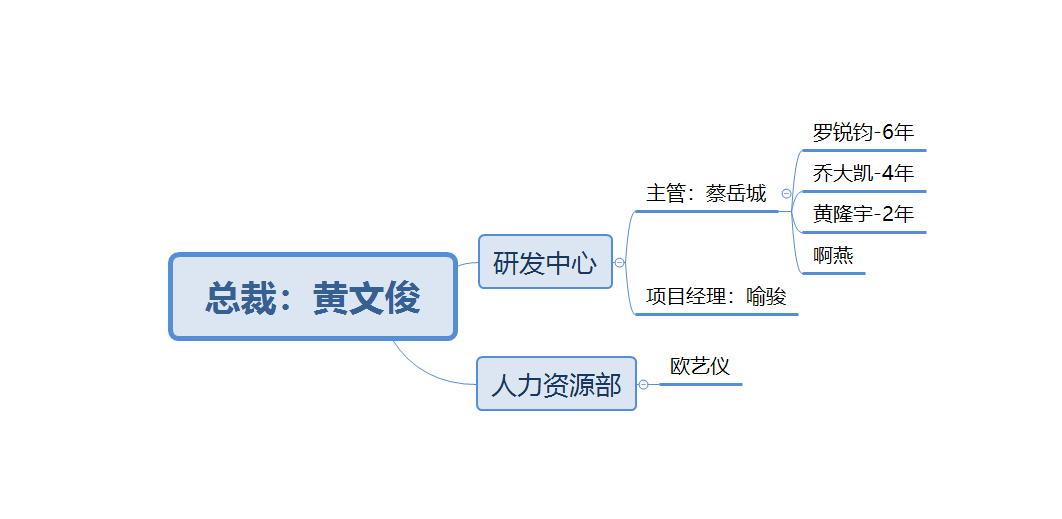 总裁：黄文俊
研发中心
主管：蔡岳城
罗锐钧-6年
乔大凯-4年
黄隆宇-2年
啊燕
项目经理：喻骏
人力资源部
欧艺仪